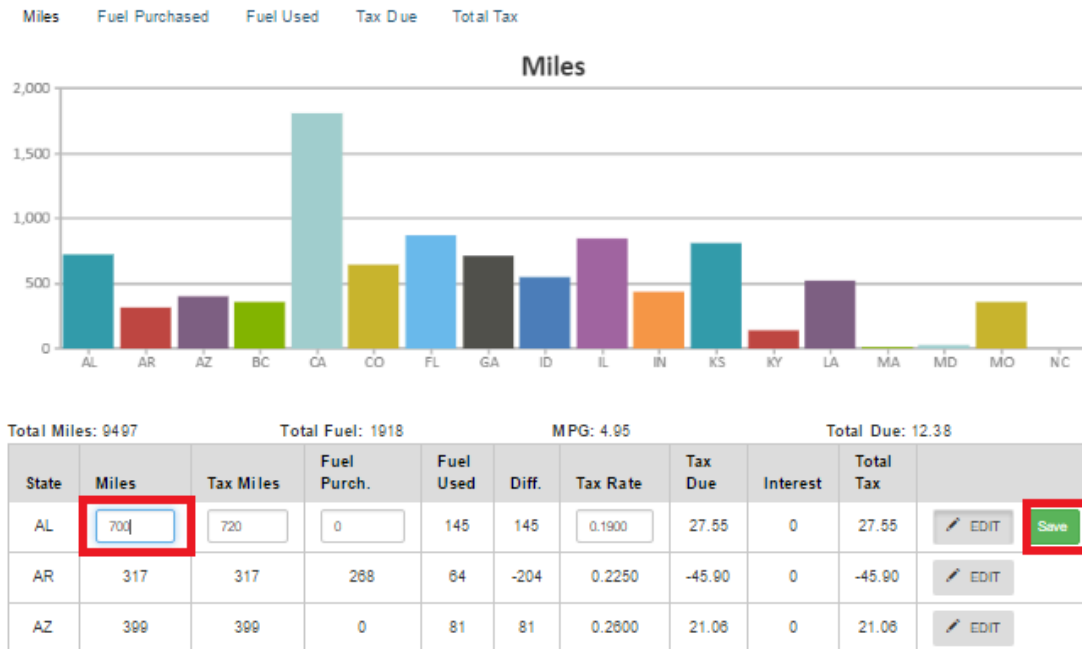 Miles Fuel Purchased Fuel Used Tax Due Total Tax
Miles
2,000
1,500
1,000
500
0
AL AR AZ BC CA CO FL GA ID IL IN KS KY LA MA MD MO NC
Total Miles: 9497 Total Fuel: 1918 MPG: 4.95 Total Due: 12.38
State Miles Tax Miles Fuel Purch. Fuel Used Diff. Tax Rate Tax Due Interest Total Tax
AL 700 720 0 145 145 0.1900 27.55 0 27.55 EDIT Save
AR 317 317 268 64 -204 0.2250 -45.90 0 -45.90 EDIT
AZ 399 399 0 81 81 0.2600 21.06 0 21.06 EDIT